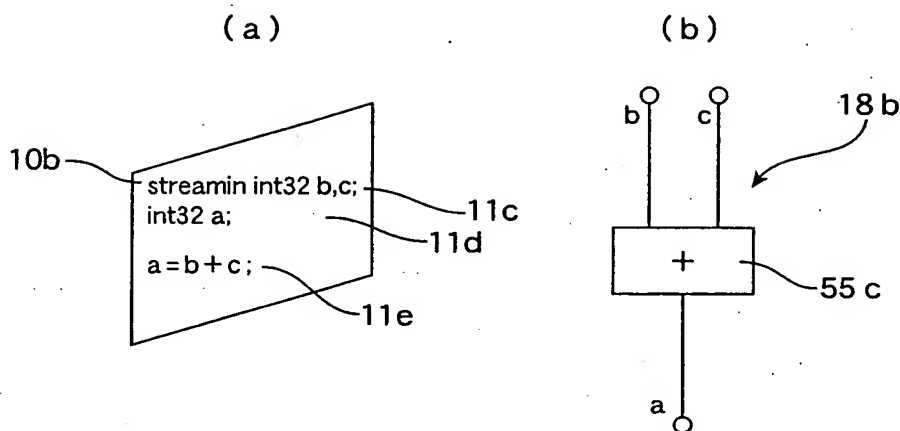 (a)
(b)
10b
streamin int32 b,c;
int32 a;
a=b+c;
11c
11d
11e
b
c
18b
+
55c
a